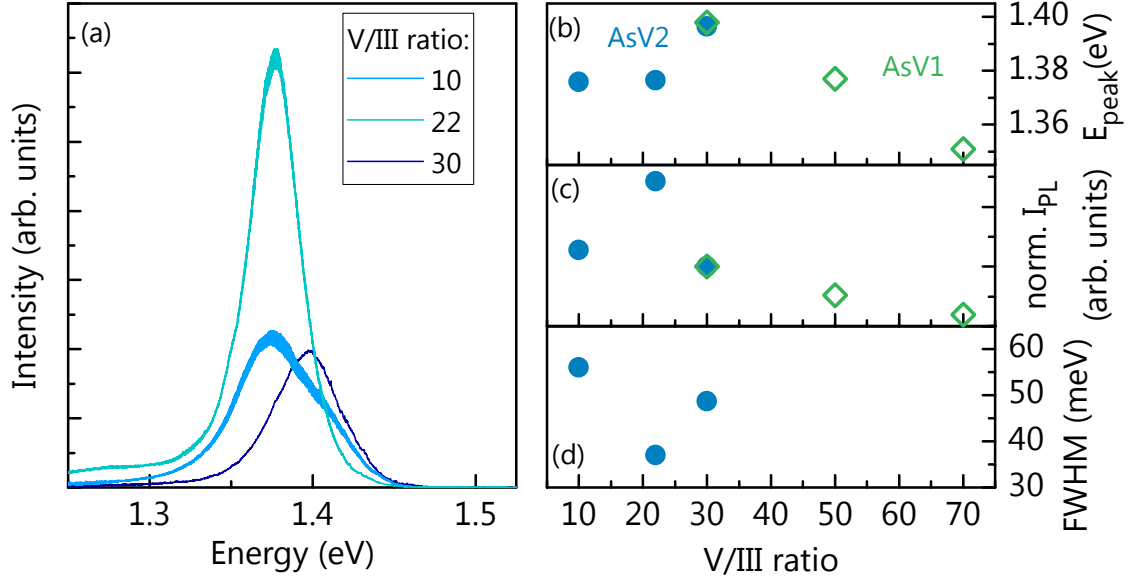 (a)
V/III ratio:
10
22
30
Intensity (arb. units)
1.3
1.4
1.5
Energy (eV)
(b)
AsV2
AsV1
1.40
1.38
1.36
E_peak (eV)
(c)
norm. I_PL
(arb. units)
(d)
60
50
40
30
FWHM (meV)
10 20 30 40 50 60 70
V/III ratio